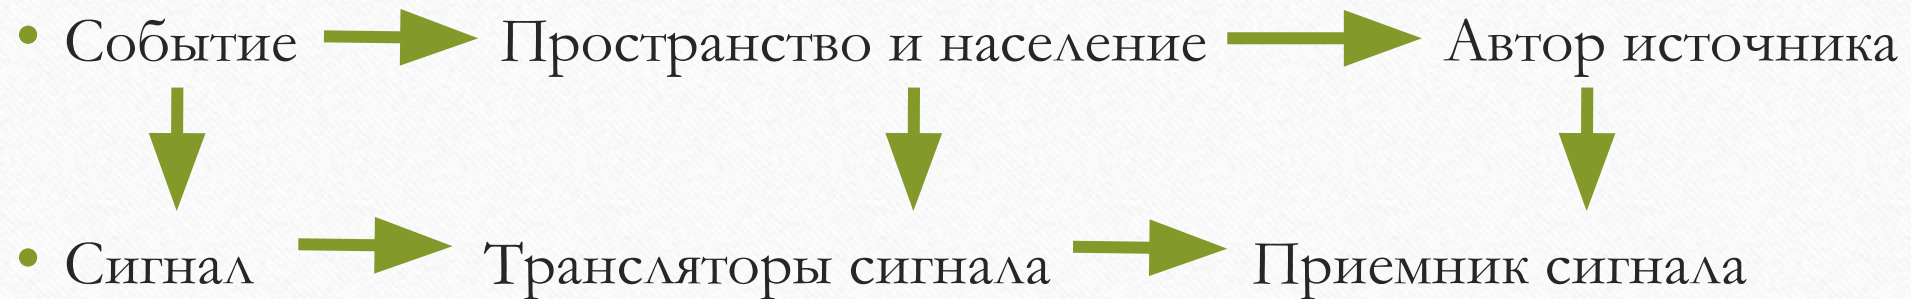 • Событие Пространство и население Автор источника
• Сигнал Трансляторы сигнала Приемник сигнала